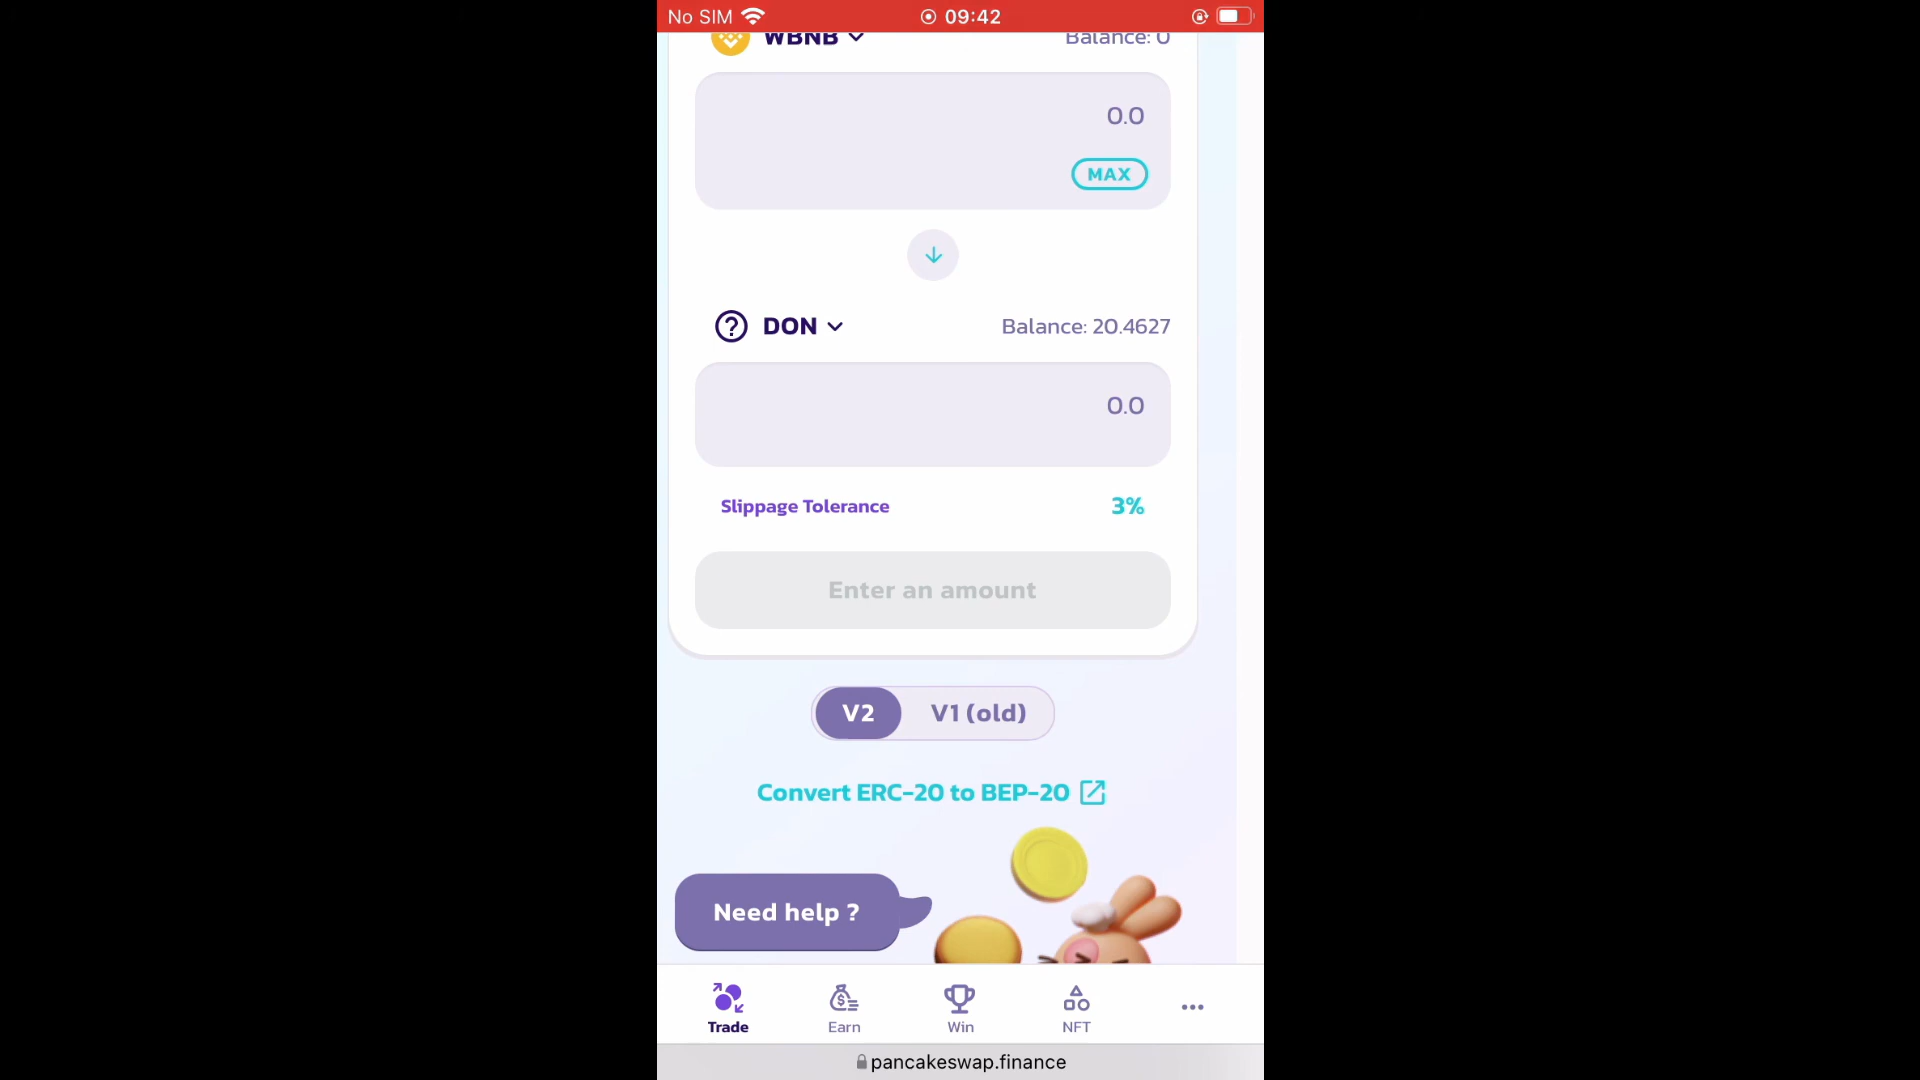 No SIM 09:42
WBNB Balance: 0
0.0
MAX
DON Balance: 20.4627
0.0
Slippage Tolerance 3%
Enter an amount
V2 V1 (old)
Convert ERC-20 to BEP-20
Need help ?
Trade Earn Win NFT
pancakeswap.finance